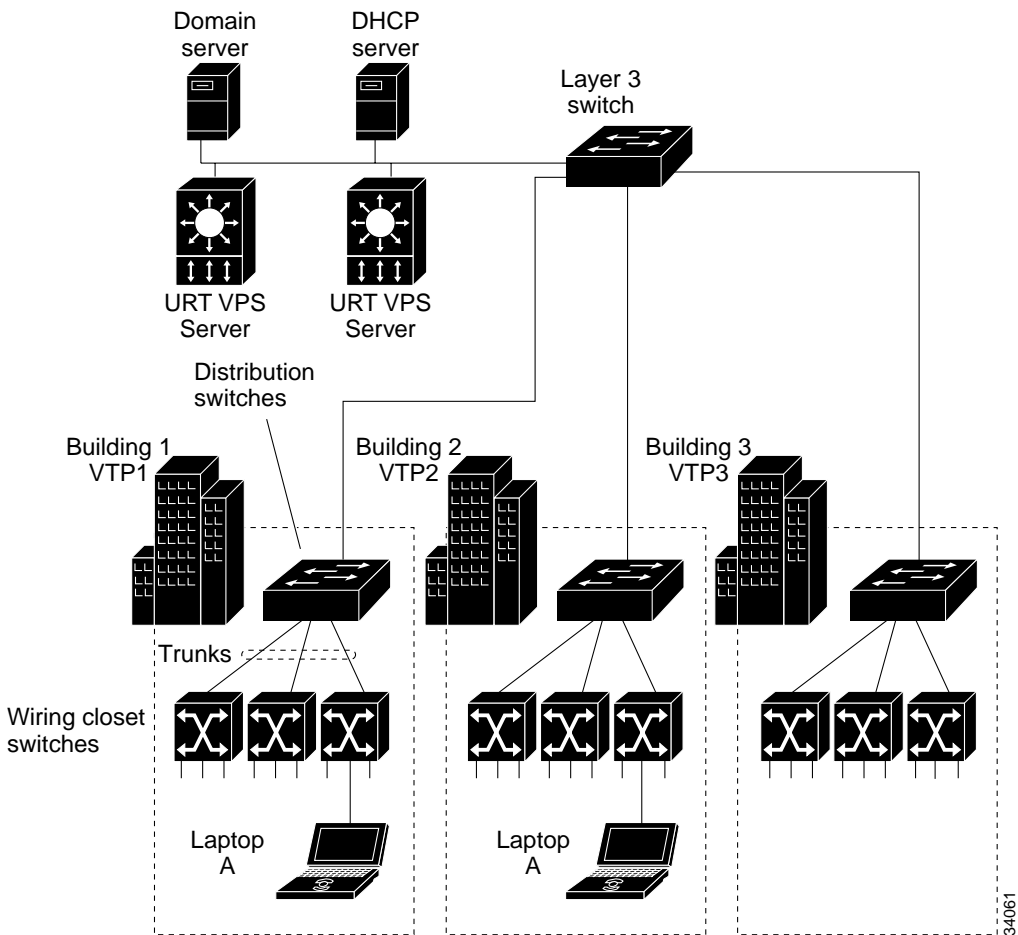 Domain
server
DHCP
server
Layer 3
switch
URT VPS
Server
URT VPS
Server
Distribution
switches
Building 1
VTP1
Building 2
VTP2
Building 3
VTP3
Trunks
Wiring closet
switches
Laptop
A
Laptop
A
34061